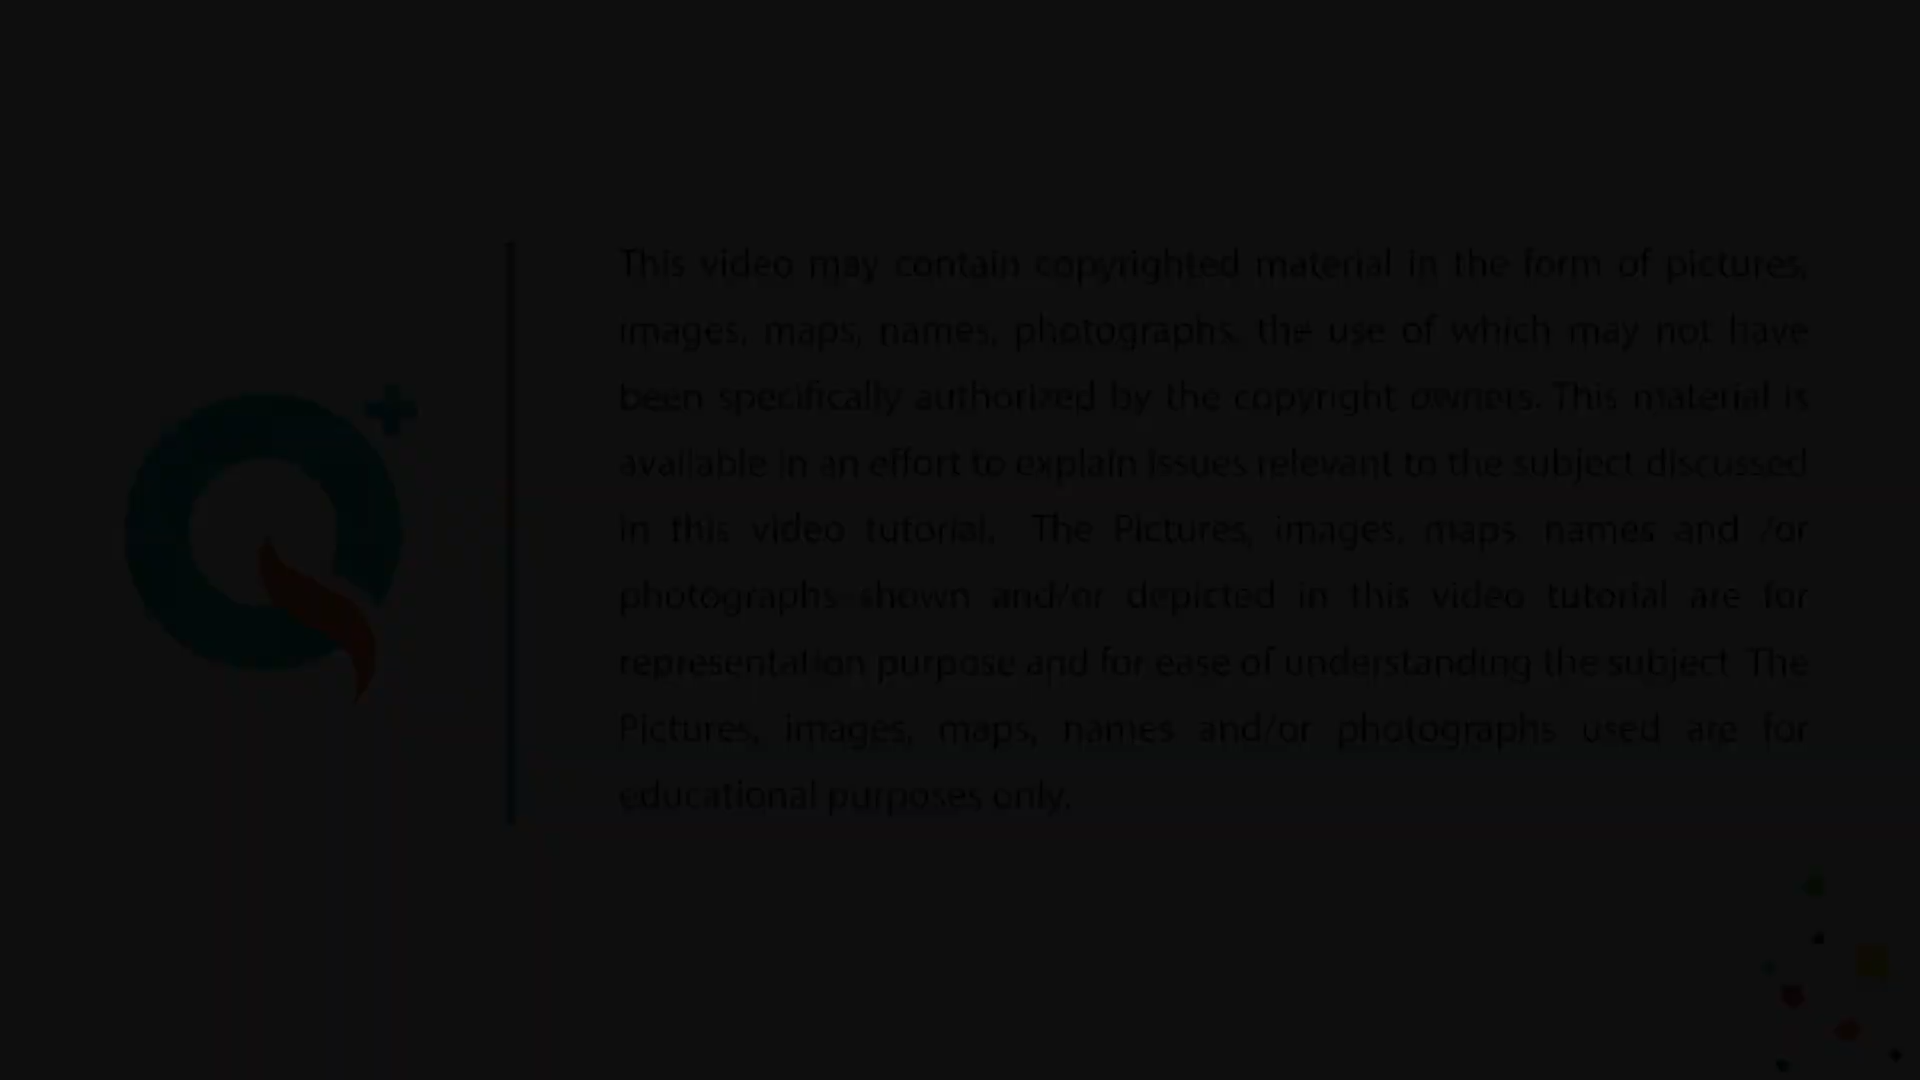 This video may contain copyrighted material in the form of pictures,
images, maps, names, photographs, the use of which may not have
been specifically authorized by the copyright owners. This material is
available in an effort to explain issues relevant to the subject discussed
in this video tutorial. The Pictures, images, maps, names and /or
photographs shown and/or depicted in this video tutorial are for
representation purpose and for ease of understanding the subject. The
Pictures, images, maps, names and/or photographs used are for
educational purposes only.